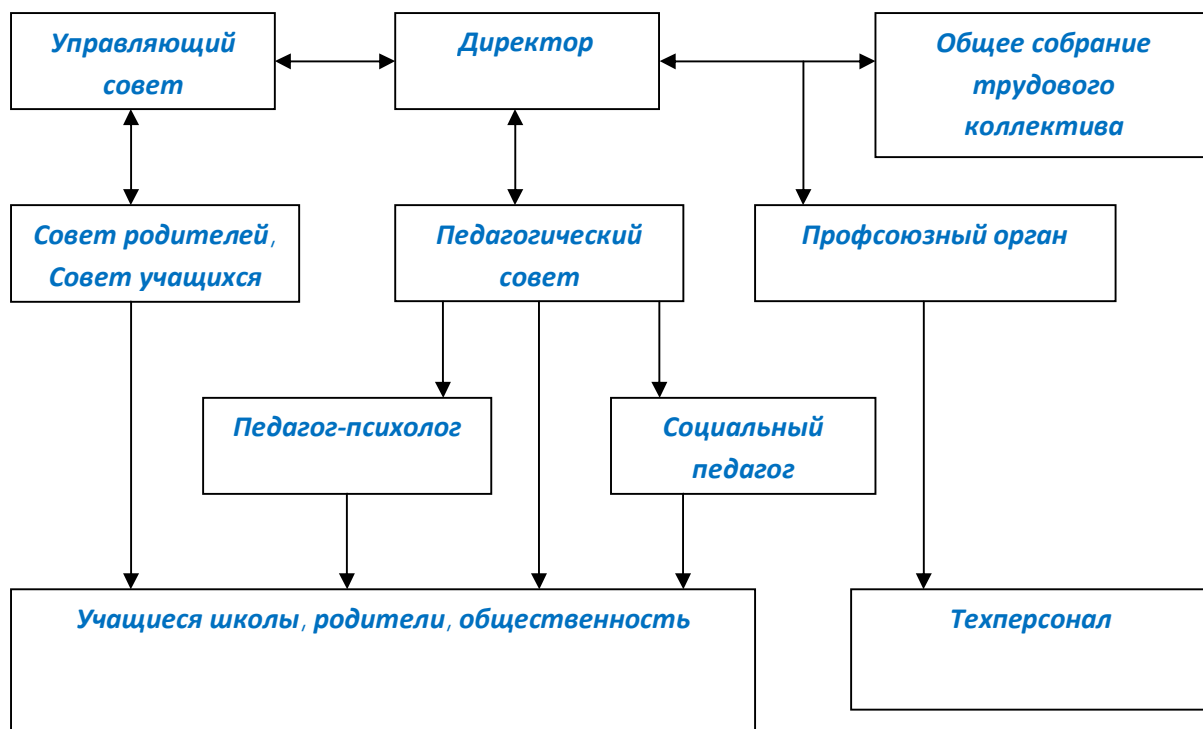 Управляющий
совет
Директор
Общее собрание
трудового
коллектива
Совет родителей,
Совет учащихся
Педагогический
совет
Профсоюзный орган
Педагог-психолог
Социальный
педагог
Учащиеся школы, родители, общественность
Техперсонал